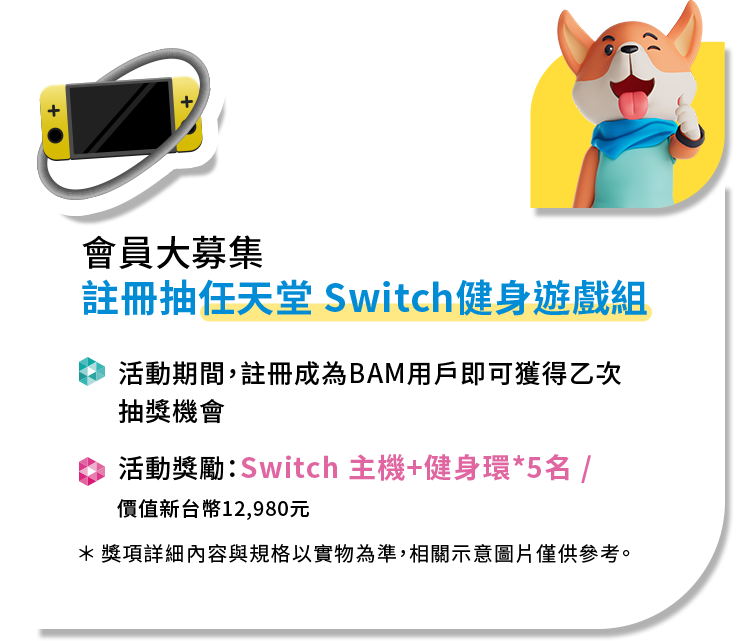 會員大募集
註冊抽任天堂 Switch健身遊戲組
活動期間，註冊成為BAM用戶即可獲得乙次
抽獎機會
活動獎勵：Switch 主機+健身環*5名 /
價值新台幣12,980元
＊ 獎項詳細內容與規格以實物為準，相關示意圖片僅供參考。